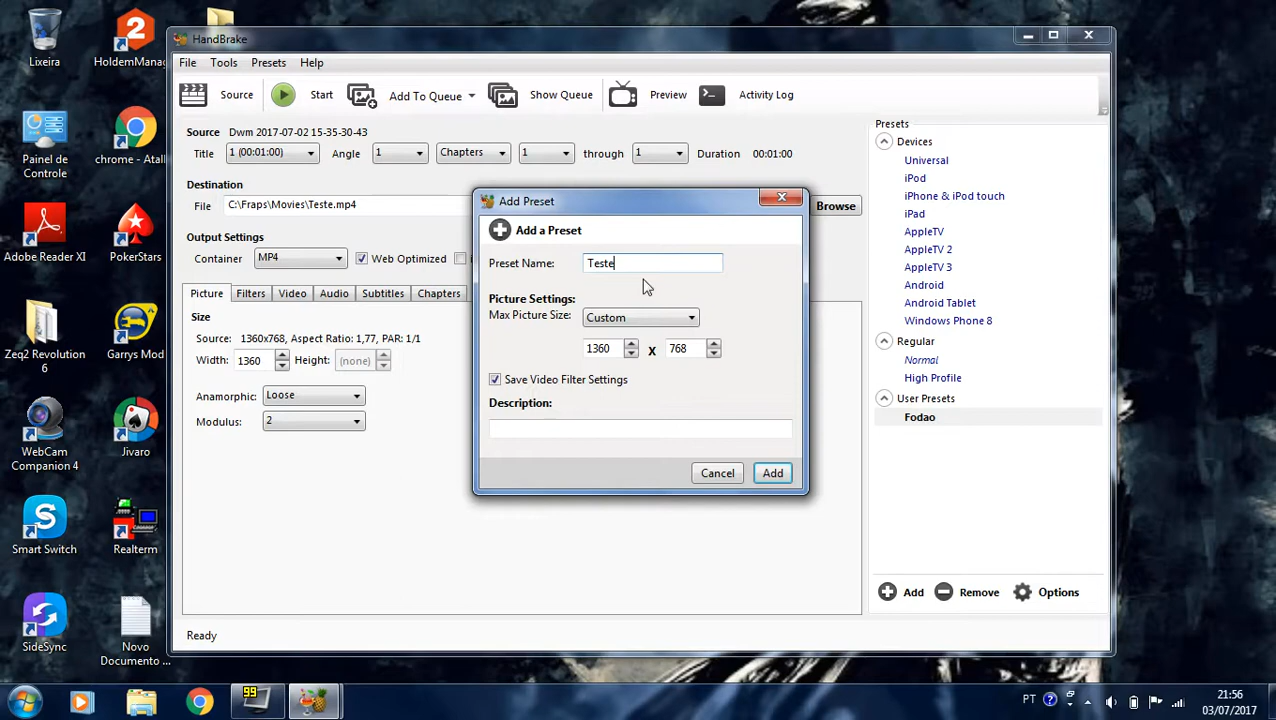 Lixeira
HoldemMana
Painel de
Controle
chrome - Atall
Adobe Reader XI
PokerStars
Zeq2 Revolution
6
Garrys Mod
WebCam
Companion 4
Jivaro
Smart Switch
Realterm
SideSync
Novo
Documento ...
HandBrake
File Tools Presets Help
Source Start Add To Queue Show Queue Preview Activity Log
Source Dwm 2017-07-02 15-35-30-43
Title 1 (00:01:00) Angle 1 Chapters 1 through 1 Duration 00:01:00
Destination
File C:\Fraps\Movies\Teste.mp4 Browse
Output Settings
Container MP4 Web Optimized
Picture Filters Video Audio Subtitles Chapters
Size
Source: 1360x768, Aspect Ratio: 1,77, PAR: 1/1
Width: 1360 Height: (none)
Anamorphic: Loose
Modulus: 2
Ready
Add Preset
Add a Preset
Preset Name: Teste
Picture Settings:
Max Picture Size: Custom
1360 X 768
Save Video Filter Settings
Description:
Cancel Add
Presets
Devices
Universal
iPod
iPhone & iPod touch
iPad
AppleTV
AppleTV 2
AppleTV 3
Android
Android Tablet
Windows Phone 8
Regular
Normal
High Profile
User Presets
Fodao
Add Remove Options
99
PT
21:56
03/07/2017